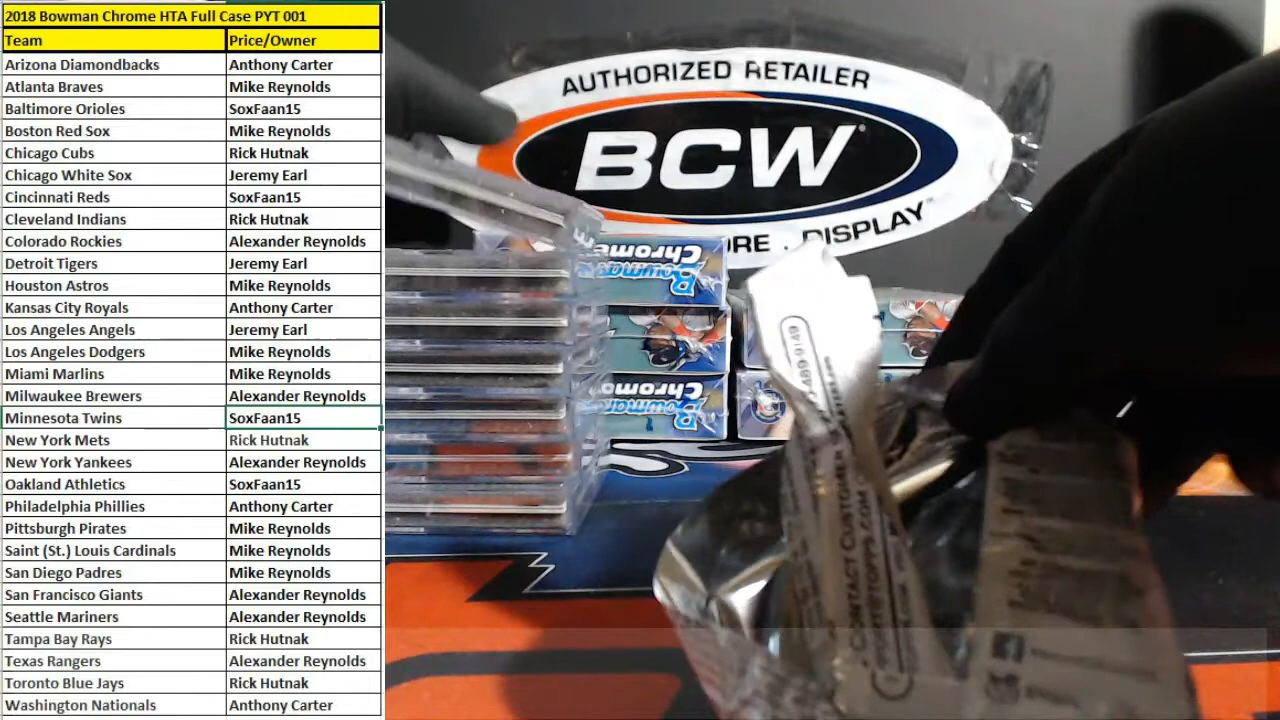 2018 Bowman Chrome HTA Full Case PYT 001
Team Price/Owner
Arizona Diamondbacks Anthony Carter
Atlanta Braves Mike Reynolds
Baltimore Orioles SoxFaan15
Boston Red Sox Mike Reynolds
Chicago Cubs Rick Hutnak
Chicago White Sox Jeremy Earl
Cincinnati Reds SoxFaan15
Cleveland Indians Rick Hutnak
Colorado Rockies Alexander Reynolds
Detroit Tigers Jeremy Earl
Houston Astros Mike Reynolds
Kansas City Royals Anthony Carter
Los Angeles Angels Jeremy Earl
Los Angeles Dodgers Mike Reynolds
Miami Marlins Mike Reynolds
Milwaukee Brewers Alexander Reynolds
Minnesota Twins SoxFaan15
New York Mets Rick Hutnak
New York Yankees Alexander Reynolds
Oakland Athletics SoxFaan15
Philadelphia Phillies Anthony Carter
Pittsburgh Pirates Mike Reynolds
Saint (St.) Louis Cardinals Mike Reynolds
San Diego Padres Mike Reynolds
San Francisco Giants Alexander Reynolds
Seattle Mariners Alexander Reynolds
Tampa Bay Rays Rick Hutnak
Texas Rangers Alexander Reynolds
Toronto Blue Jays Rick Hutnak
Washington Nationals Anthony Carter
AUTHORIZED RETAILER
BCW
RE . DISPLAY
Bowman
Chrome
Bowman
Chrome
CONTACT CUSTOMER